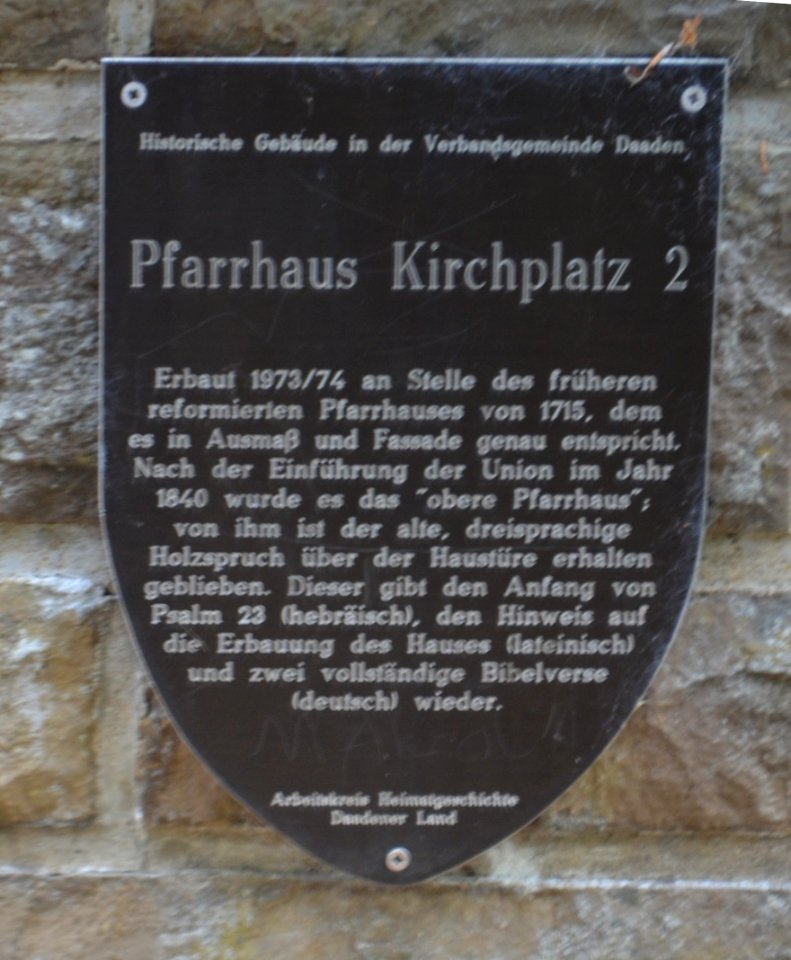 Historische Gebäude in der Verbandsgemeinde Daaden
Pfarrhaus Kirchplatz 2
Erbaut 1973/74 an Stelle des früheren
reformierten Pfarrhauses von 1715, dem
es in Ausmaß und Fassade genau entspricht.
Nach der Einführung der Union im Jahr
1840 wurde es das "obere Pfarrhaus";
von ihm ist der alte, dreisprachige
Holzspruch über der Haustüre erhalten
geblieben. Dieser gibt den Anfang von
Psalm 23 (hebräisch), den Hinweis auf
die Erbauung des Hauses (lateinisch)
und zwei vollständige Bibelverse
(deutsch) wieder.
Arbeitskreis Heimatgeschichte
Daadener Land